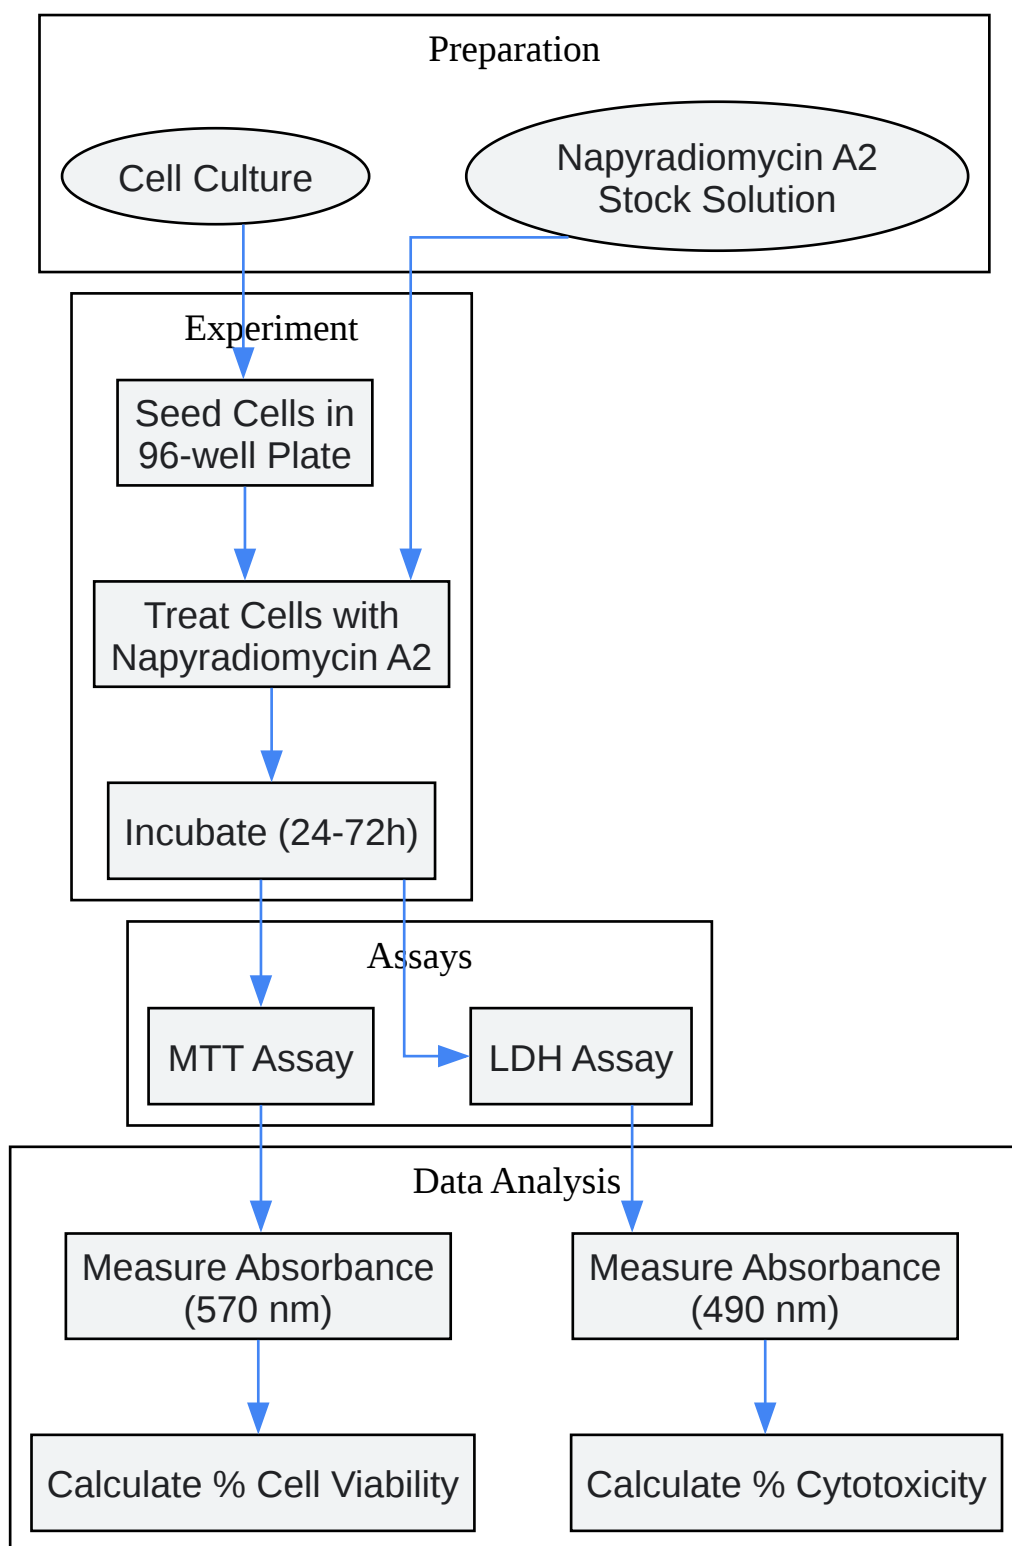 Preparation
Cell Culture
Napyradiomycin A2
Stock Solution
Experiment
Seed Cells in
96-well Plate
Treat Cells with
Napyradiomycin A2
Incubate (24-72h)
Assays
MTT Assay
LDH Assay
Data Analysis
Measure Absorbance
(570 nm)
Measure Absorbance
(490 nm)
Calculate % Cell Viability
Calculate % Cytotoxicity